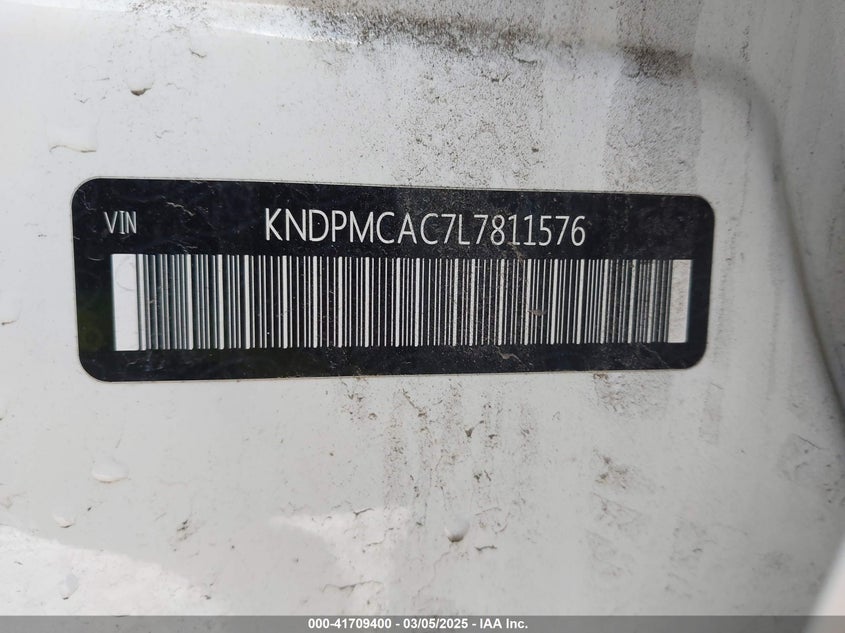 VIN KNDPMCAC7L7811576
000-41709400 - 03/05/2025 - IAA Inc.